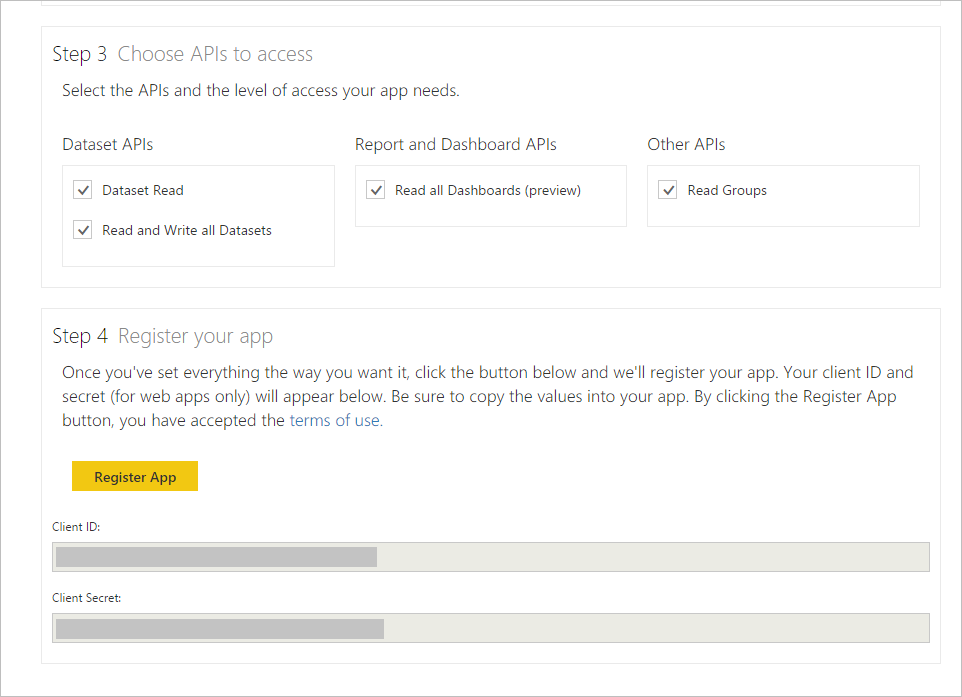 Step 3 Choose APIs to access
Select the APIs and the level of access your app needs.
Dataset APIs
Dataset Read
Read and Write all Datasets
Report and Dashboard APIs
Read all Dashboards (preview)
Other APIs
Read Groups
Step 4 Register your app
Once you've set everything the way you want it, click the button below and we'll register your app. Your client ID and
secret (for web apps only) will appear below. Be sure to copy the values into your app. By clicking the Register App
button, you have accepted the terms of use.
Register App
Client ID:
Client Secret: